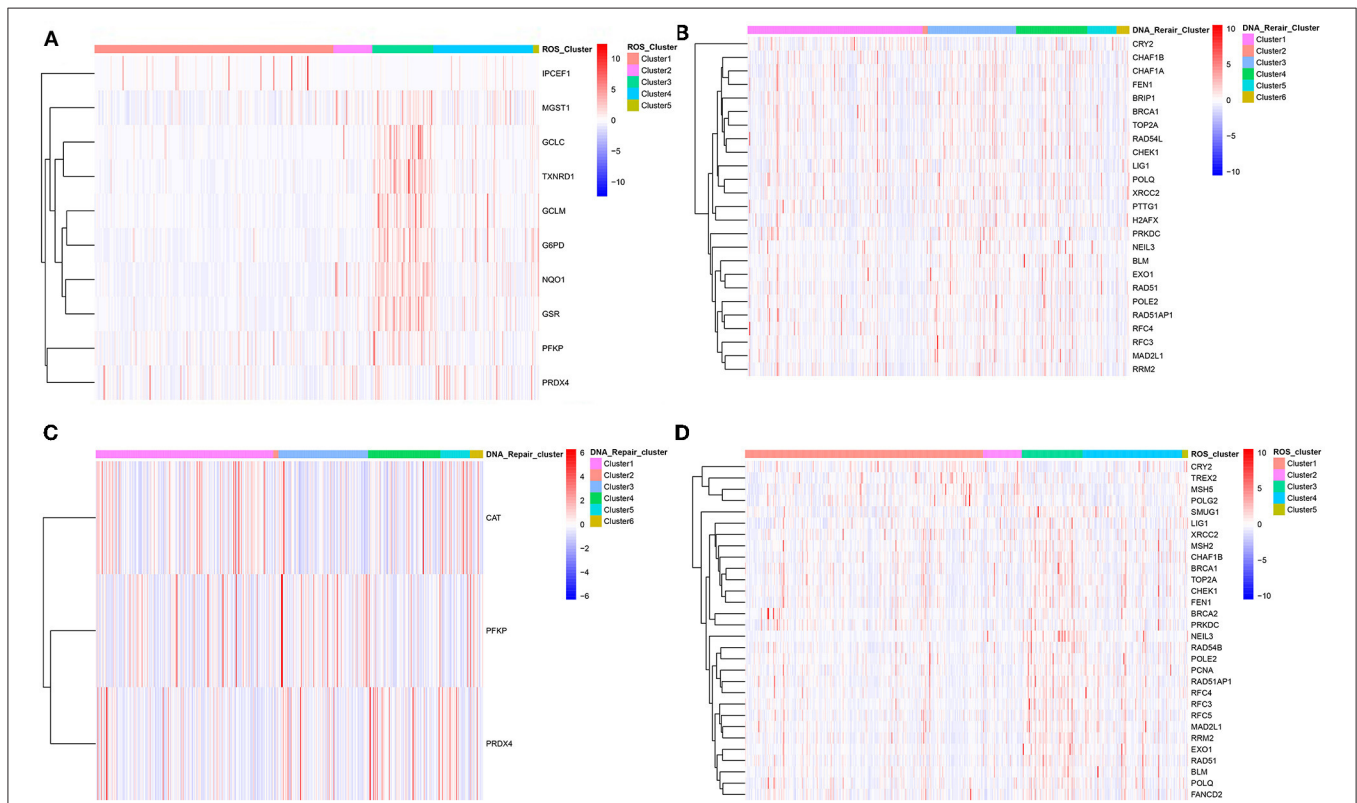 A
ROS_Cluster
IPCEF1
MGST1
GCLC
TXNRD1
GCLM
G6PD
NQO1
GSR
PFKP
PRDX4
10
5
0
−5
−10
ROS_Cluster
Cluster1
Cluster2
Cluster3
Cluster4
Cluster5
B
DNA_Rerair_Cluster
CRY2
CHAF1B
CHAF1A
FEN1
BRIP1
BRCA1
TOP2A
RAD54L
CHEK1
LIG1
POLQ
XRCC2
PTTG1
H2AFX
PRKDC
NEIL3
BLM
EXO1
RAD51
POLE2
RAD51AP1
RFC4
RFC3
MAD2L1
RRM2
10
5
0
−5
−10
DNA_Rerair_Cluster
Cluster1
Cluster2
Cluster3
Cluster4
Cluster5
Cluster6
C
DNA_Repair_cluster
CAT
PFKP
PRDX4
6
4
2
0
−2
−4
−6
DNA_Repair_cluster
Cluster1
Cluster2
Cluster3
Cluster4
Cluster5
Cluster6
D
ROS_cluster
CRY2
TREX2
MSH5
POLG2
SMUG1
LIG1
XRCC2
MSH2
CHAF1B
BRCA1
TOP2A
CHEK1
FEN1
BRCA2
PRKDC
NEIL3
RAD54B
POLE2
PCNA
RAD51AP1
RFC4
RFC3
RFC5
MAD2L1
RRM2
EXO1
RAD51
BLM
POLQ
FANCD2
10
5
0
−5
−10
ROS_cluster
Cluster1
Cluster2
Cluster3
Cluster4
Cluster5